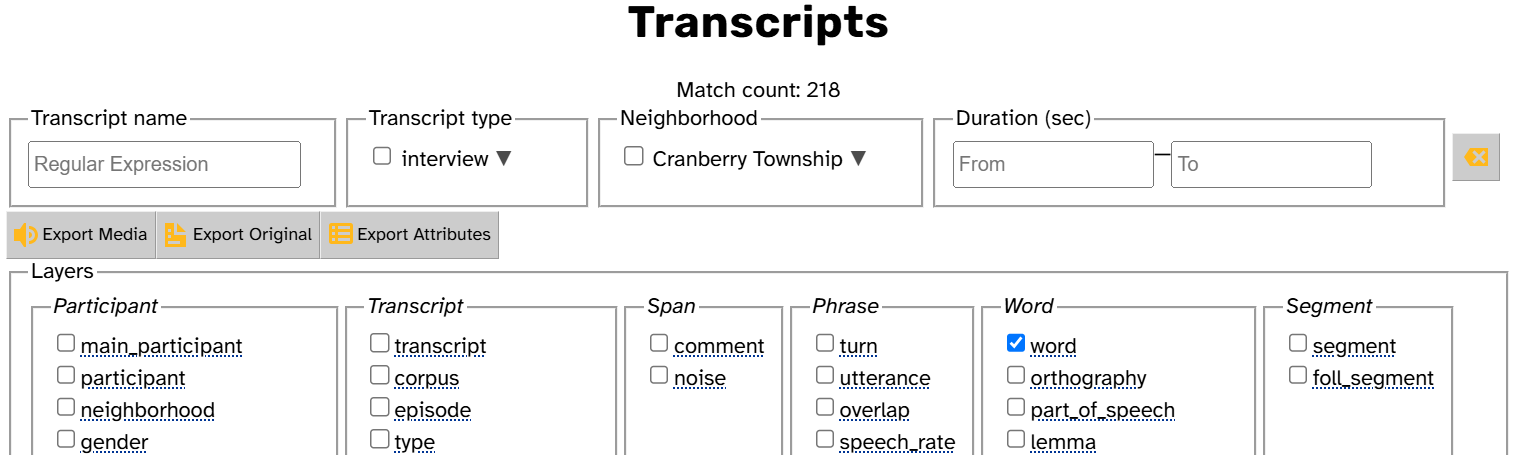 Transcripts
Match count: 218
Transcript name Transcript type Neighborhood Duration (sec)
Regular Expression interview ▼ Cranberry Township ▼ From – To
Export Media Export Original Export Attributes
Layers
Participant Transcript Span Phrase Word Segment
main_participant transcript comment turn word segment
participant corpus noise utterance orthography foll_segment
neighborhood episode overlap part_of_speech
gender type speech_rate lemma